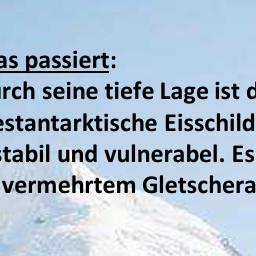 as passiert:
urch seine tiefe Lage ist d
estantarktische Eisschild
stabil und vulnerabel. Es
vermehrtem Gletschera